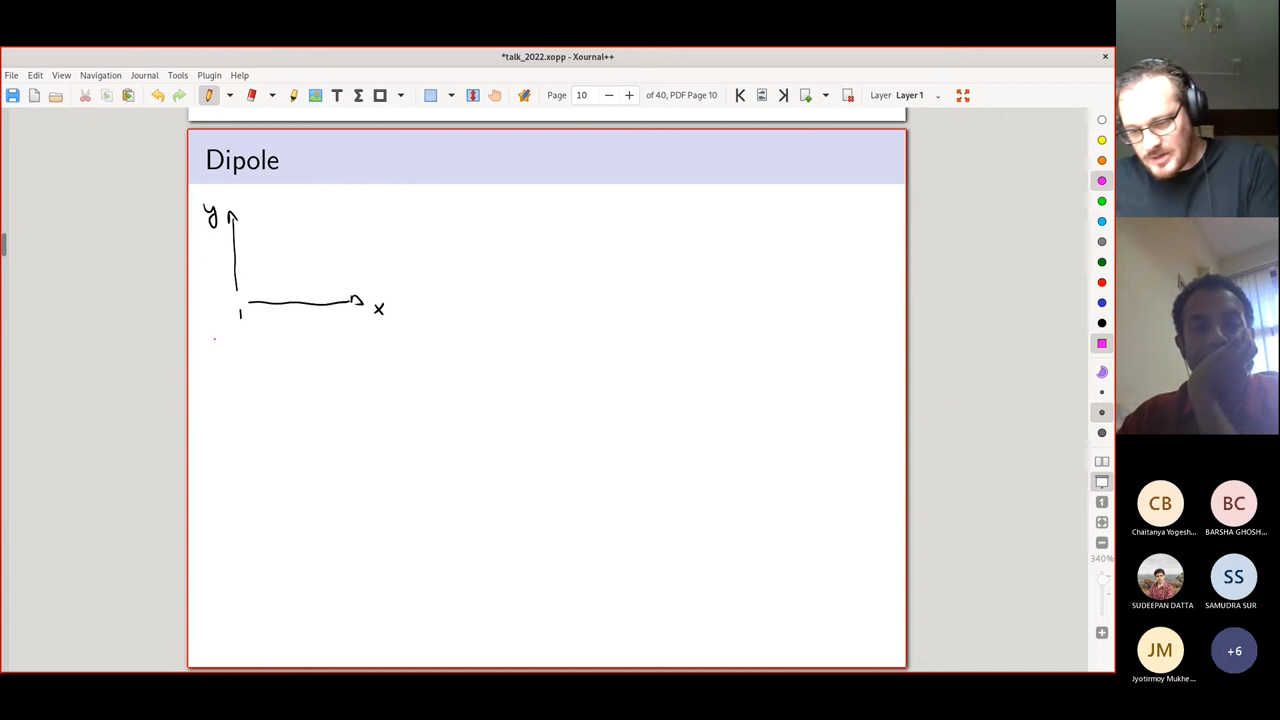 *talk_2022.xopp - Xournal++
File Edit View Navigation Journal Tools Plugin Help
Page 10 of 40, PDF Page 10 Layer Layer 1
Dipole
y
x
340%
CB
Chaitanya Yogesh...
BC
BARSHA GHOSH...
SUDEEPAN DATTA
SS
SAMUDRA SUR
JM
Jyotirmoy Mukhe...
+6